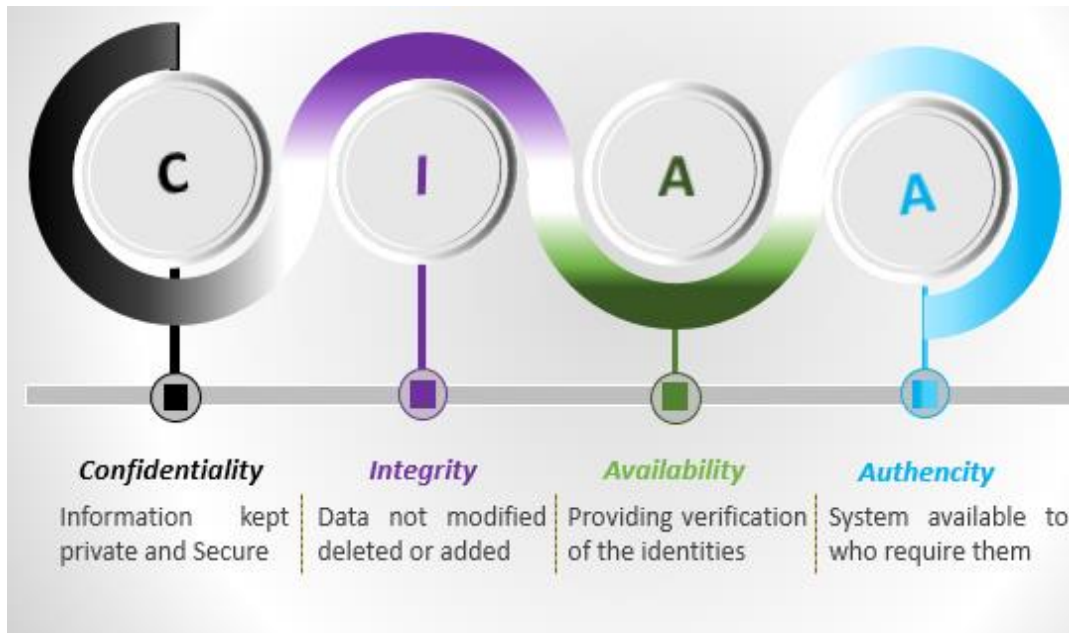 C I A A
Confidentiality Integrity Availability Authencity
Information kept
private and Secure
Data not modified
deleted or added
Providing verification
of the identities
System available to
who require them